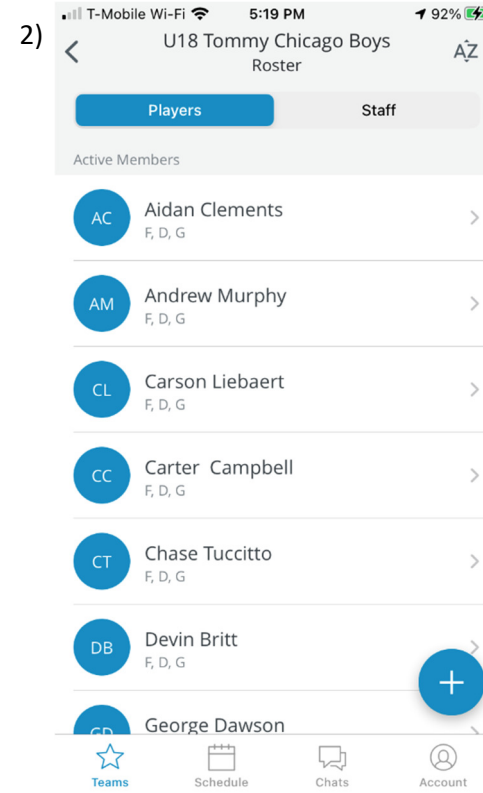 2)
T-Mobile Wi-Fi 5:19 PM 92%
U18 Tommy Chicago Boys
Roster
AZ
Players Staff
Active Members
AC
Aidan Clements
F, D, G
AM
Andrew Murphy
F, D, G
CL
Carson Liebaert
F, D, G
CC
Carter  Campbell
F, D, G
CT
Chase Tuccitto
F, D, G
DB
Devin Britt
F, D, G
+
GD
George Dawson
Teams Schedule Chats Account